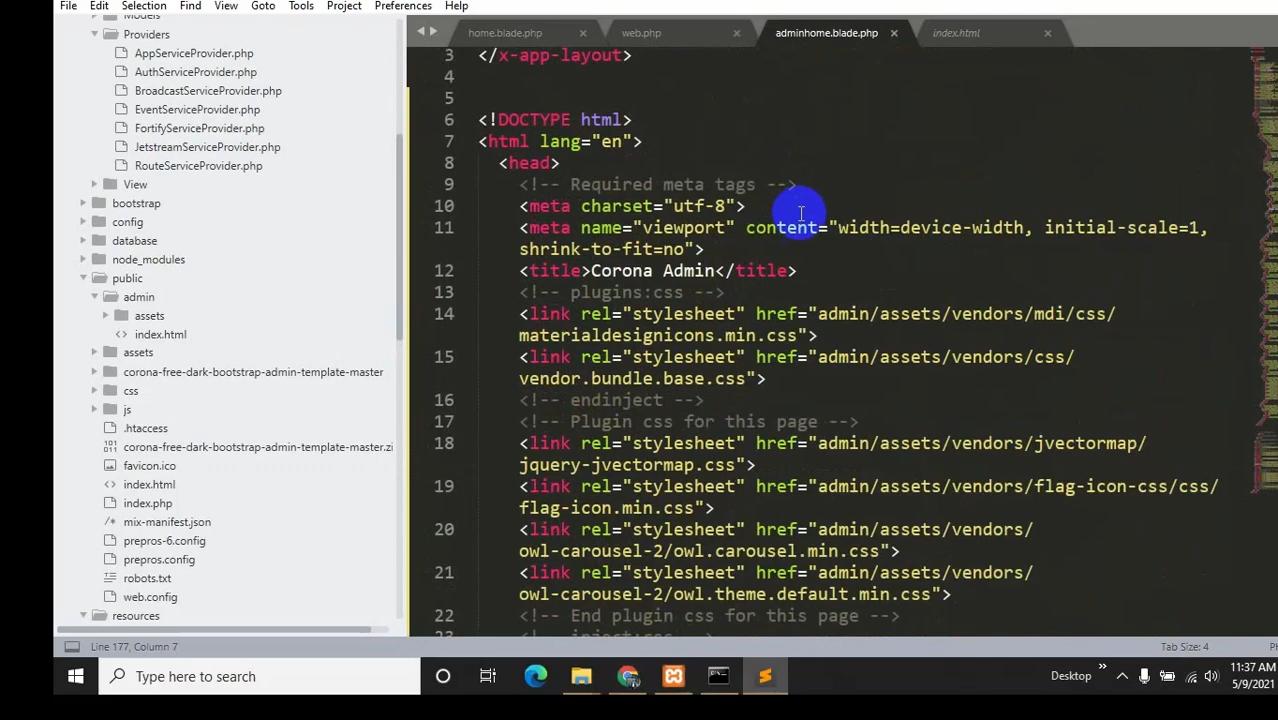 File Edit Selection Find View Goto Tools Project Preferences Help
Models
Providers
AppServiceProvider.php
AuthServiceProvider.php
BroadcastServiceProvider.php
EventServiceProvider.php
FortifyServiceProvider.php
JetstreamServiceProvider.php
RouteServiceProvider.php
View
bootstrap
config
database
node_modules
public
admin
assets
index.html
assets
corona-free-dark-bootstrap-admin-template-master
css
js
.htaccess
corona-free-dark-bootstrap-admin-template-master.zi
favicon.ico
index.html
index.php
mix-manifest.json
prepros-6.config
prepros.config
robots.txt
web.config
resources
home.blade.php web.php adminhome.blade.php index.html
3 </x-app-layout>
4
5
6 <!DOCTYPE html>
7 <html lang="en">
8 <head>
9 <!-- Required meta tags -->
10 <meta charset="utf-8">
11 <meta name="viewport" content="width=device-width, initial-scale=1,
shrink-to-fit=no">
12 <title>Corona Admin</title>
13 <!-- plugins:css -->
14 <link rel="stylesheet" href="admin/assets/vendors/mdi/css/
materialdesignicons.min.css">
15 <link rel="stylesheet" href="admin/assets/vendors/css/
vendor.bundle.base.css">
16 <!-- endinject -->
17 <!-- Plugin css for this page -->
18 <link rel="stylesheet" href="admin/assets/vendors/jvectormap/
jquery-jvectormap.css">
19 <link rel="stylesheet" href="admin/assets/vendors/flag-icon-css/css/
flag-icon.min.css">
20 <link rel="stylesheet" href="admin/assets/vendors/
owl-carousel-2/owl.carousel.min.css">
21 <link rel="stylesheet" href="admin/assets/vendors/
owl-carousel-2/owl.theme.default.min.css">
22 <!-- End plugin css for this page -->
23 <!-- inject:css -->
Line 177, Column 7 Tab Size: 4
Type here to search
Desktop
11:37 AM
5/9/2021